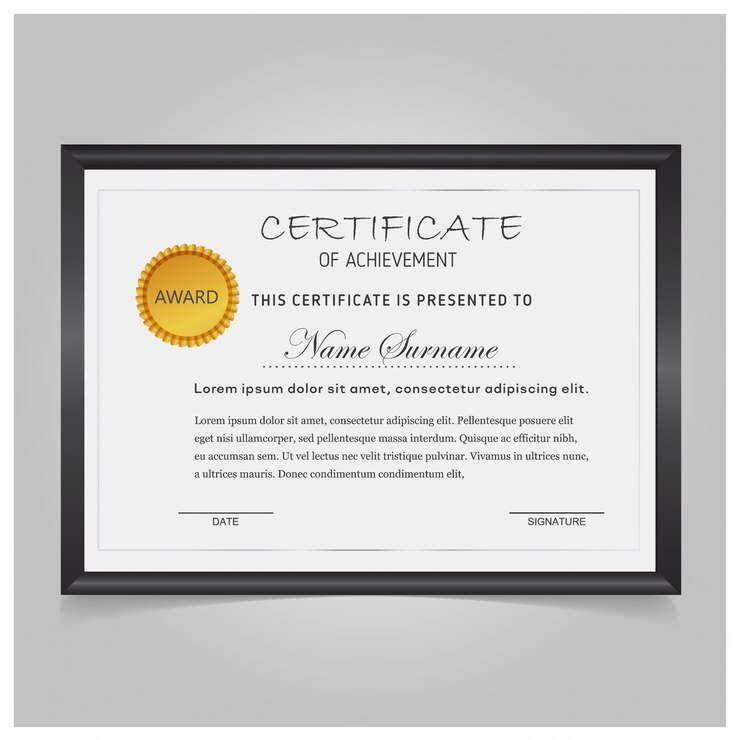 CERTIFICATE
OF ACHIEVEMENT
AWARD
THIS CERTIFICATE IS PRESENTED TO
Name Surname
Lorem ipsum dolor sit amet, consectetur adipiscing elit.
Lorem ipsum dolor sit amet, consectetur adipiscing elit. Pellentesque posuere elit
eget nisl ullamcorper, sed pellentesque massa interdum. Quisque ac efficitur nibh,
eu accumsan sem. Vivamus nec leo vel velit tristique pulvinar. Vivamus in ultrices nunc,
a ultrices mauris. Donec condimentum condimentum elit,
DATE
SIGNATURE